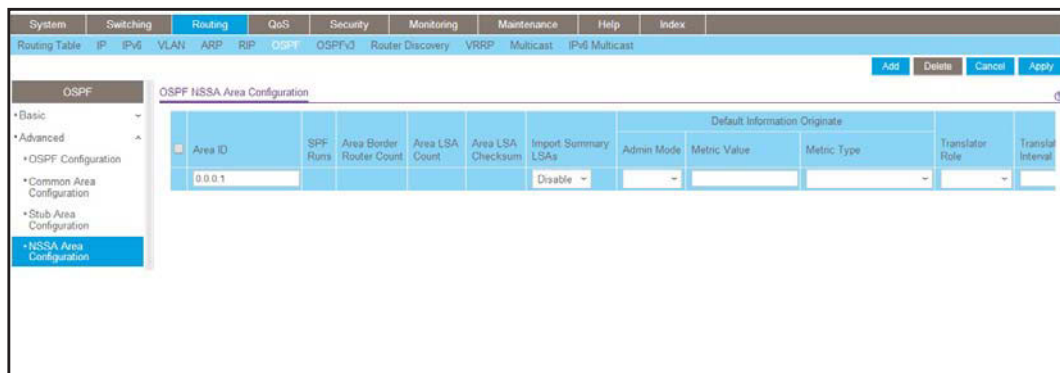 System Switching Routing QoS Security Monitoring Maintenance Help Index
Routing Table IP IPv6 VLAN ARP RIP OSPF OSPFv3 Router Discovery VRRP Multicast IPv6 Multicast
Add Delete Cancel Apply
OSPF
Basic
Advanced
OSPF Configuration
Common Area
Configuration
Stub Area
Configuration
NSSA Area
Configuration
OSPF NSSA Area Configuration
Default Information Originate
Area ID SPF Runs Area Border Router Count Area LSA Count Area LSA Checksum Import Summary LSAs Admin Mode Metric Value Metric Type Translator Role Interval
0.0.0.1 Disable